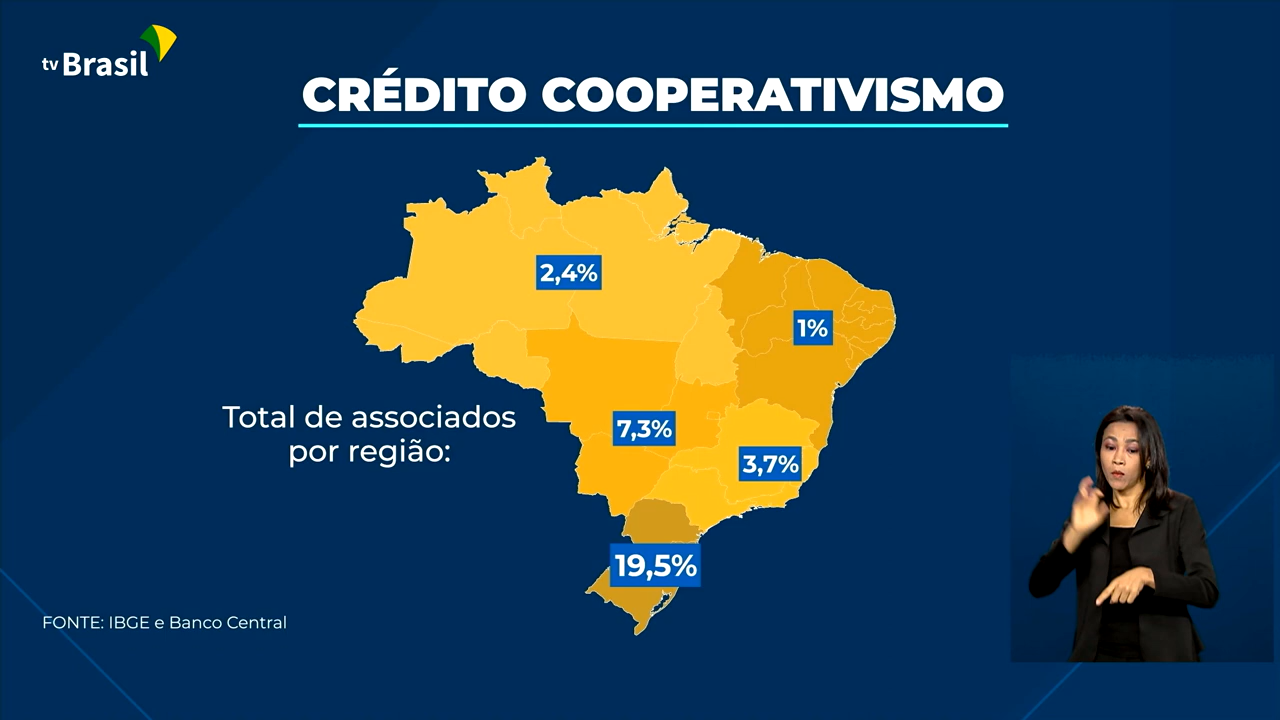 tv Brasil
CRÉDITO COOPERATIVISMO
2,4%
1%
Total de associados
por região:
7,3%
3,7%
19,5%
FONTE: IBGE e Banco Central